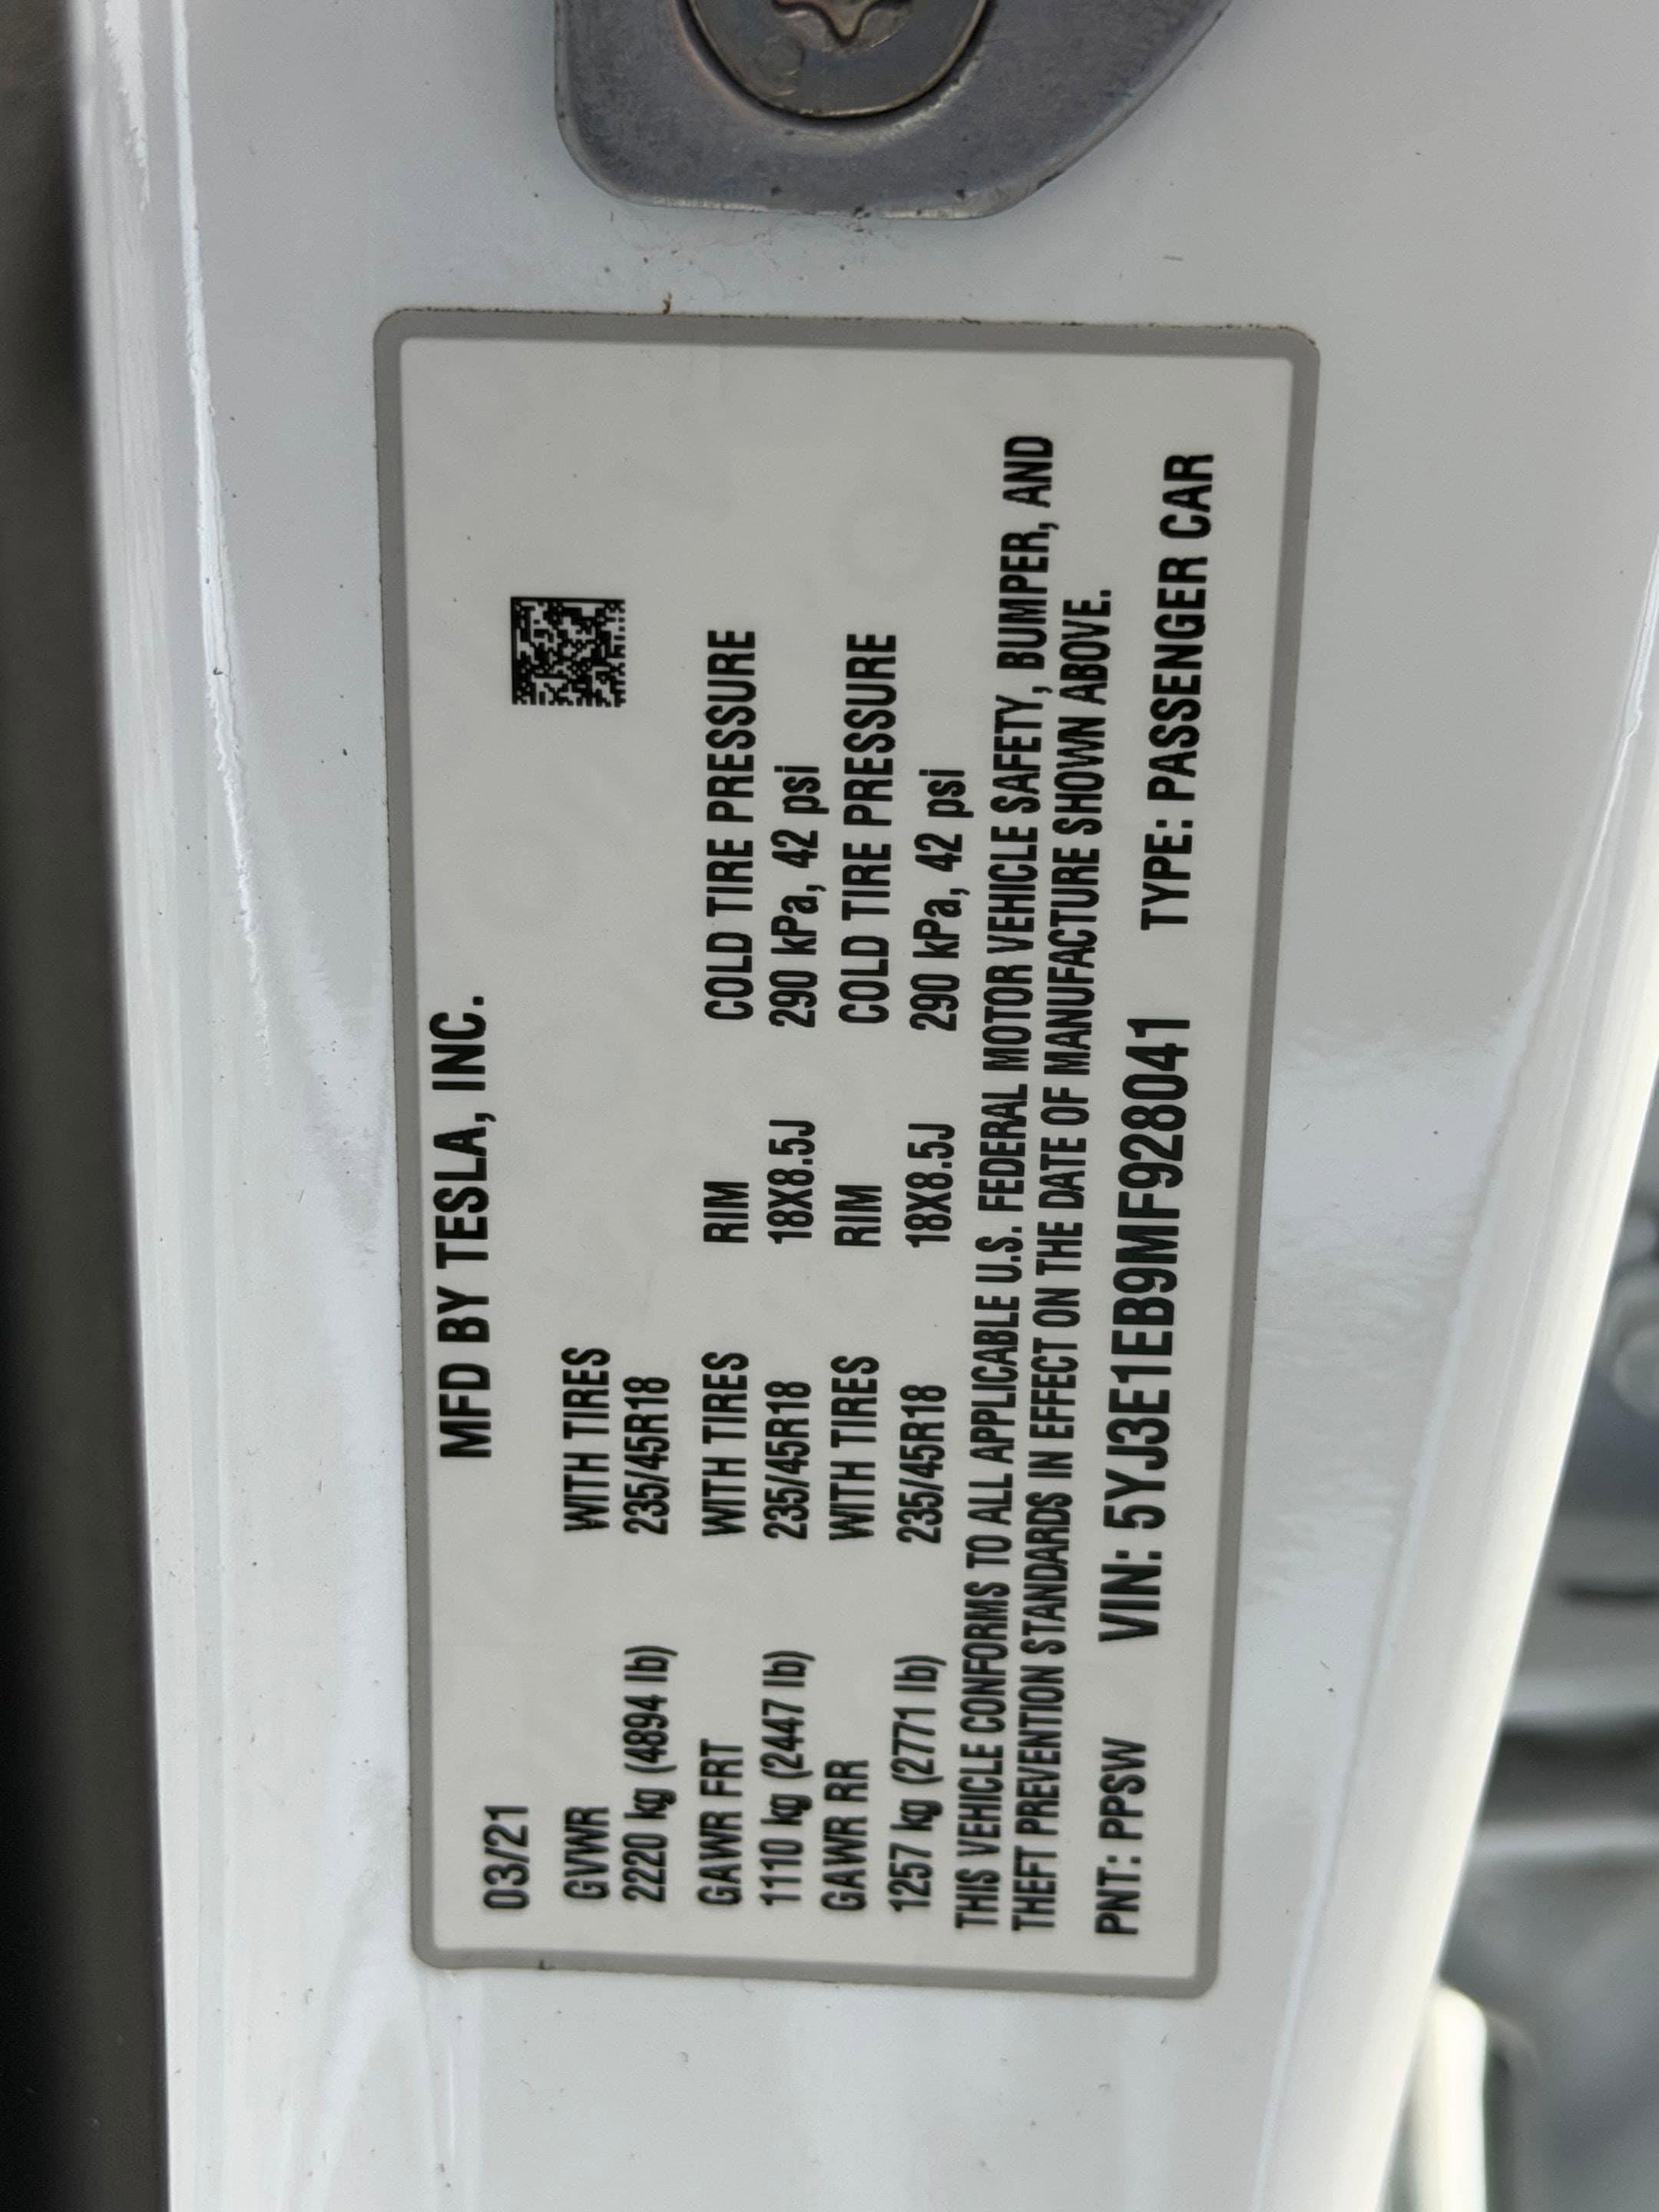 MFD BY TESLA, INC.
03/21
GVWR WITH TIRES
2220 kg (4894 lb) 235/45R18
GAWR FRT WITH TIRES RIM COLD TIRE PRESSURE
1110 kg (2447 lb) 235/45R18 18X8.5J 290 kPa, 42 psi
GAWR RR WITH TIRES RIM COLD TIRE PRESSURE
1257 kg (2771 lb) 235/45R18 18X8.5J 290 kPa, 42 psi
THIS VEHICLE CONFORMS TO ALL APPLICABLE U.S. FEDERAL MOTOR VEHICLE SAFETY, BUMPER, AND
THEFT PREVENTION STANDARDS IN EFFECT ON THE DATE OF MANUFACTURE SHOWN ABOVE.
PNT: PPSW VIN: 5YJ3E1EB9MF928041 TYPE: PASSENGER CAR